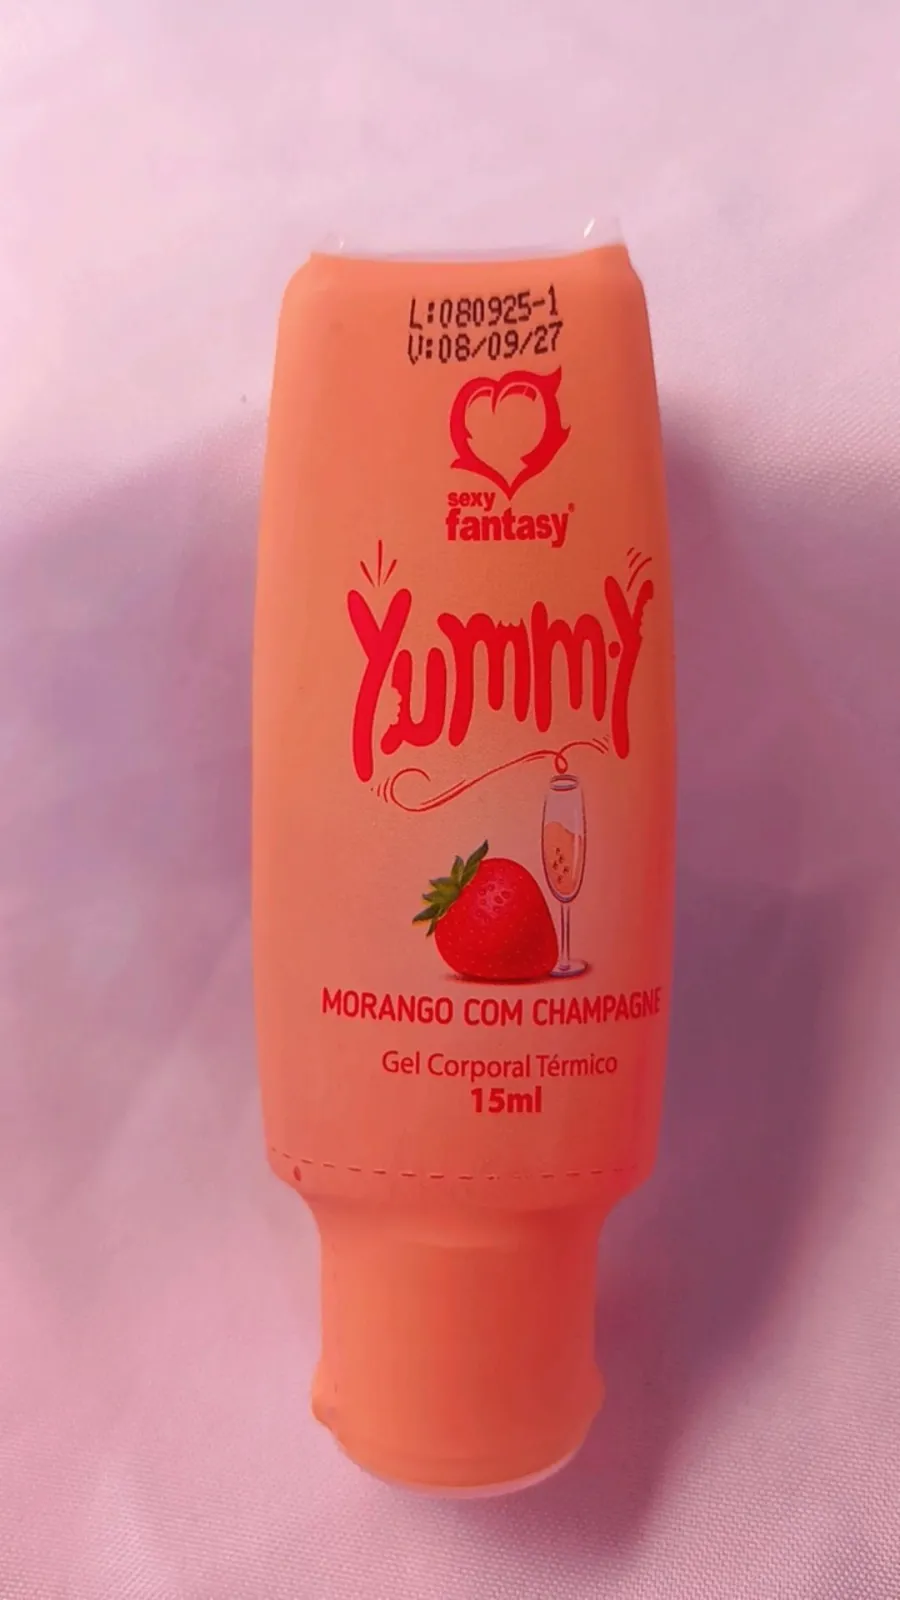 L:080925-1
V:08/09/27
sexy
fantasy®
Yummy
MORANGO COM CHAMPAGNE
Gel Corporal Térmico
15ml